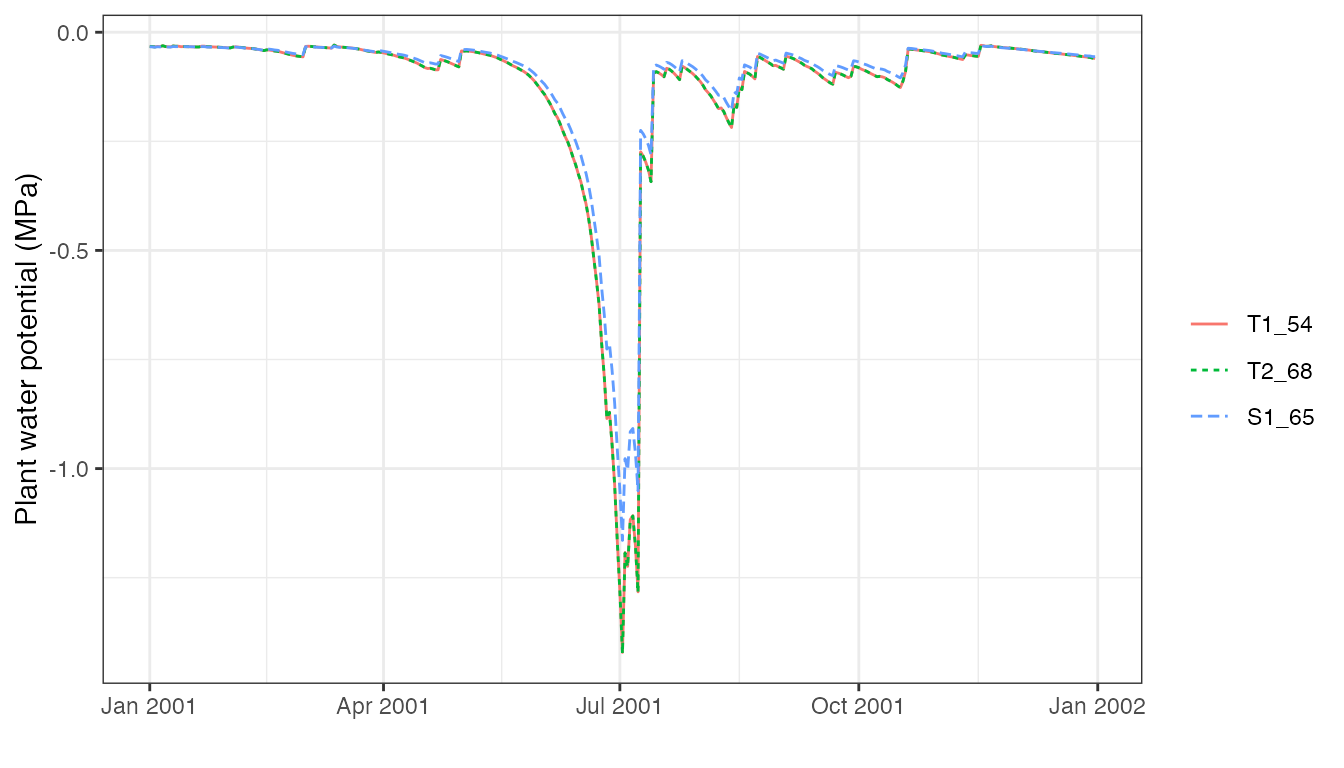 Plant water potential (MPa)
0.0
-0.5
-1.0
Jan 2001
Apr 2001
Jul 2001
Oct 2001
Jan 2002
T1_54
T2_68
S1_65